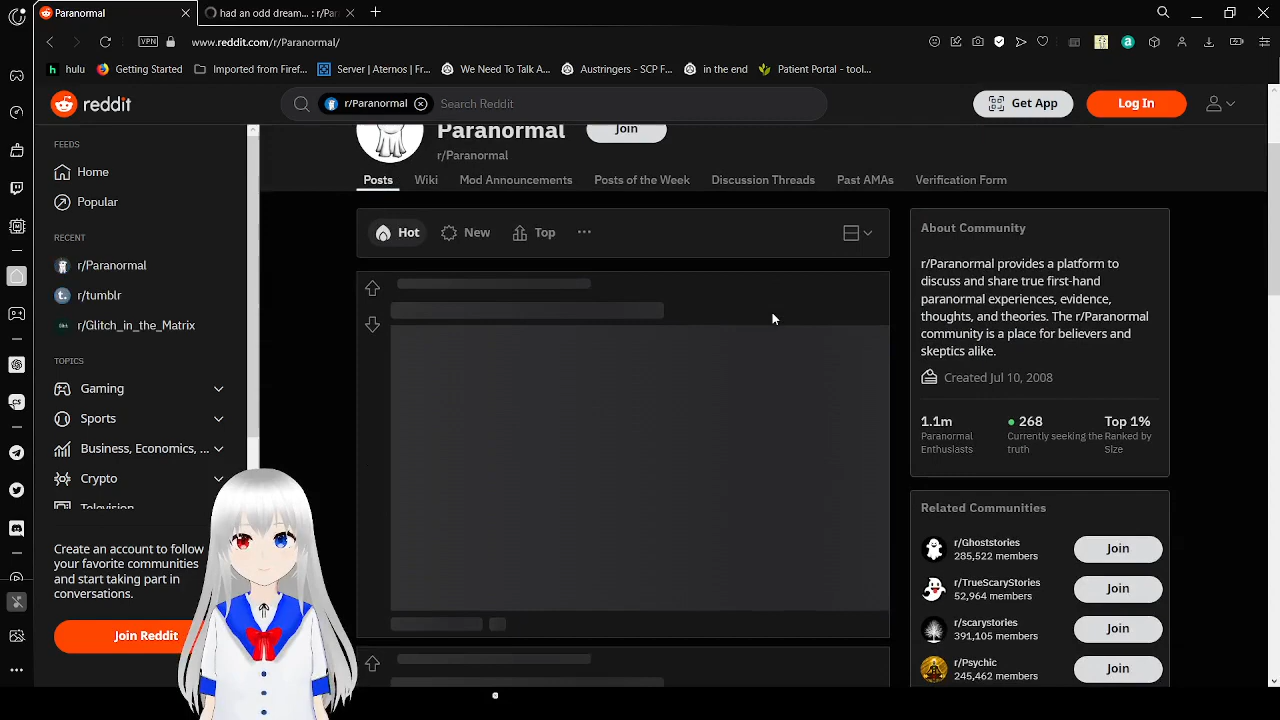 Paranormal
had an odd dream... : r/Par
www.reddit.com/r/Paranormal/
VPN
hulu
Getting Started
Imported from Firef...
Server | Aternos | Fr...
We Need To Talk A...
Austringers - SCP F...
in the end
Patient Portal - tool...
reddit
r/Paranormal
Search Reddit
Get App
Log In
FEEDS
Home
Popular
RECENT
r/Paranormal
r/tumblr
r/Glitch_in_the_Matrix
TOPICS
Gaming
Sports
Business, Economics, ...
Crypto
Television
Create an account to follow
your favorite communities
and start taking part in
conversations.
Join Reddit
Paranormal
Join
r/Paranormal
Posts
Wiki
Mod Announcements
Posts of the Week
Discussion Threads
Past AMAs
Verification Form
Hot
New
Top
About Community
r/Paranormal provides a platform to
discuss and share true first-hand
paranormal experiences, evidence,
thoughts, and theories. The r/Paranormal
community is a place for believers and
skeptics alike.
Created Jul 10, 2008
1.1m
Paranormal
Enthusiasts
268
Currently seeking the
truth
Top 1%
Ranked by
Size
Related Communities
r/Ghoststories
285,522 members
Join
r/TrueScaryStories
52,964 members
Join
r/scarystories
391,105 members
Join
r/Psychic
245,462 members
Join